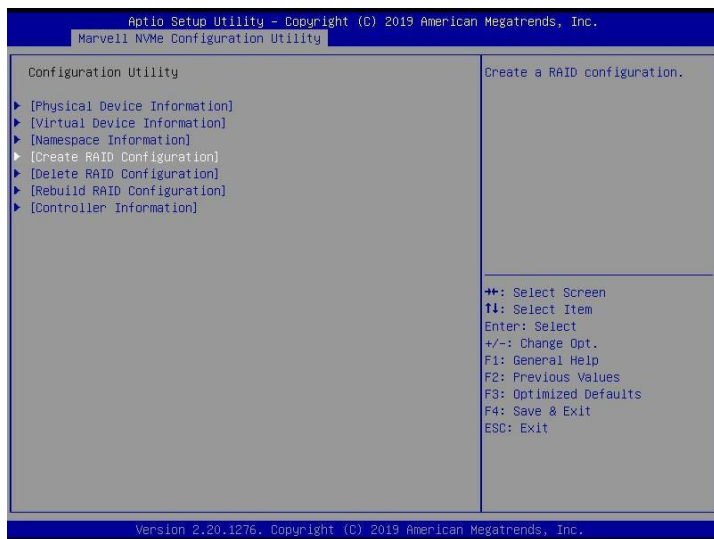 Aptio Setup Utility – Copyright (C) 2019 American Megatrends, Inc.
Marvell NVMe Configuration Utility
Configuration Utility
[Physical Device Information]
[Virtual Device Information]
[Namespace Information]
[Create RAID Configuration]
[Delete RAID Configuration]
[Rebuild RAID Configuration]
[Controller Information]
Create a RAID configuration.
→←: Select Screen
↑↓: Select Item
Enter: Select
+/-: Change Opt.
F1: General Help
F2: Previous Values
F3: Optimized Defaults
F4: Save & Exit
ESC: Exit
Version 2.20.1276. Copyright (C) 2019 American Megatrends, Inc.